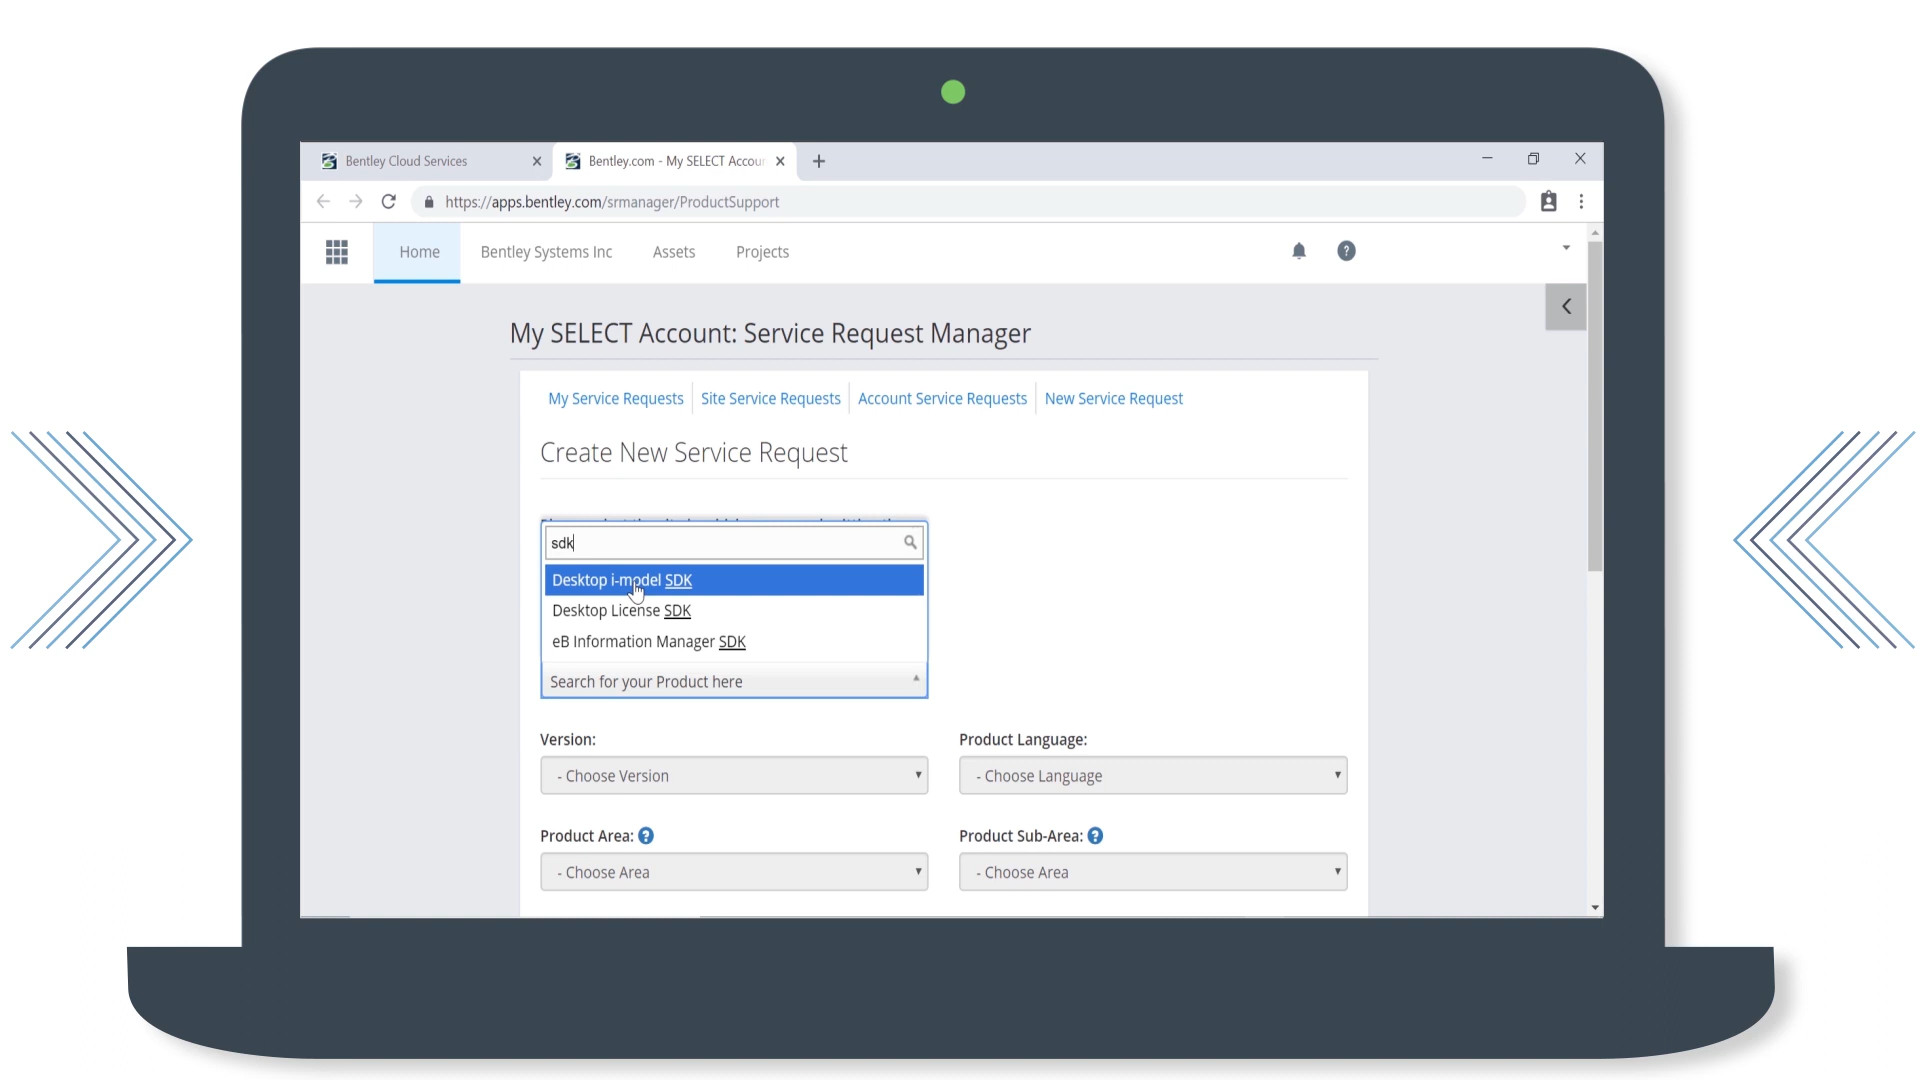 Bentley Cloud Services
Bentley.com - My SELECT Accou
https://apps.bentley.com/srmanager/ProductSupport
Home
Bentley Systems Inc
Assets
Projects
My SELECT Account: Service Request Manager
My Service Requests
Site Service Requests
Account Service Requests
New Service Request
Create New Service Request
sdk
Desktop i-model SDK
Desktop License SDK
eB Information Manager SDK
Search for your Product here
Version:
Product Language:
- Choose Version
- Choose Language
Product Area: ?
Product Sub-Area: ?
- Choose Area
- Choose Area